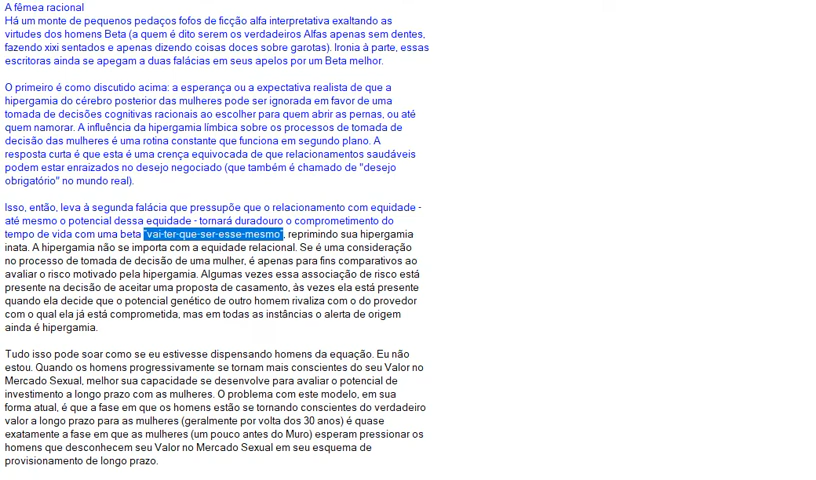 A fêmea racional
Há um monte de pequenos pedaços fofos de ficção alfa interpretativa exaltando as
virtudes dos homens Beta (a quem é dito serem os verdadeiros Alfas apenas sem dentes,
fazendo xixi sentados e apenas dizendo coisas doces sobre garotas). Ironia à parte, essas
escritoras ainda se apegam a duas falácias em seus apelos por um Beta melhor.
O primeiro é como discutido acima: a esperança ou a expectativa realista de que a
hipergamia do cérebro posterior das mulheres pode ser ignorada em favor de uma
tomada de decisões cognitivas racionais ao escolher para quem abrir as pernas, ou até
quem namorar. A influência da hipergamia límbica sobre os processos de tomada de
decisão das mulheres é uma rotina constante que funciona em segundo plano. A
resposta curta é que esta é uma crença equivocada de que relacionamentos saudáveis
podem estar enraizados no desejo negociado (que também é chamado de "desejo
obrigatório" no mundo real).
Isso, então, leva à segunda falácia que pressupõe que o relacionamento com equidade -
até mesmo o potencial dessa equidade - tornará duradouro o comprometimento do
tempo de vida com uma beta "vai-ter-que-ser-esse-mesmo", reprimindo sua hipergamia
inata. A hipergamia não se importa com a equidade relacional. Se é uma consideração
no processo de tomada de decisão de uma mulher, é apenas para fins comparativos ao
avaliar o risco motivado pela hipergamia. Algumas vezes essa associação de risco está
presente na decisão de aceitar uma proposta de casamento, às vezes ela está presente
quando ela decide que o potencial genético de outro homem rivaliza com o do provedor
com o qual ela já está comprometida, mas em todas as instâncias o alerta de origem
ainda é hipergamia.
Tudo isso pode soar como se eu estivesse dispensando homens da equação. Eu não
estou. Quando os homens progressivamente se tornam mais conscientes do seu Valor no
Mercado Sexual, melhor sua capacidade se desenvolve para avaliar o potencial de
investimento a longo prazo com as mulheres. O problema com este modelo, em sua
forma atual, é que a fase em que os homens estão se tornando conscientes do verdadeiro
valor a longo prazo para as mulheres (geralmente por volta dos 30 anos) é quase
exatamente a fase em que as mulheres (um pouco antes do Muro) esperam pressionar os
homens que desconhecem seu Valor no Mercado Sexual em seu esquema de
provisionamento de longo prazo.